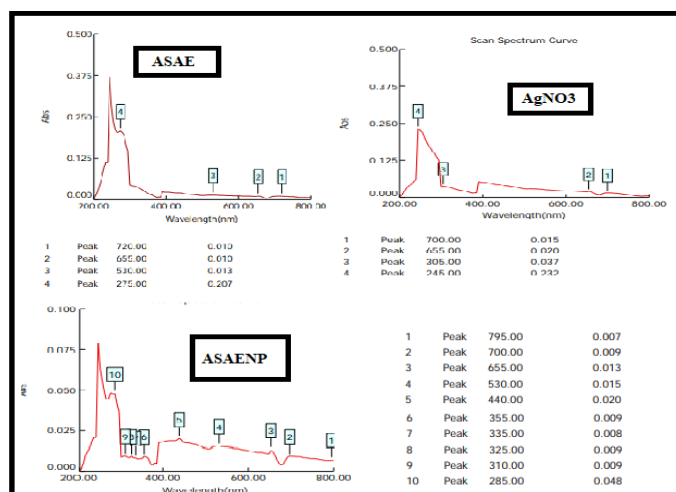 ASAE
0.500
0.375
0.250
0.125
0.000
Abs
4
3
2
1
200.00 400.00 600.00 800.00
Wavelength(nm)
1 Peak 720.00 0.010
2 Peak 655.00 0.010
3 Peak 530.00 0.013
4 Peak 275.00 0.207
Scan Spectrum Curve
AgNO3
0.500
0.375
0.250
0.125
0.000
Abs
4
3
2
1
200.00 400.00 600.00 800.00
Wavelength(nm)
1 Peak 700.00 0.015
2 Peak 655.00 0.020
3 Peak 305.00 0.037
4 Peak 245.00 0.232
ASAENP
0.100
0.075
0.050
0.025
0.000
Abs
10
9
6
5
4
3
2
1
200.00 400.00 600.00 800.00
Wavelength(nm)
1 Peak 795.00 0.007
2 Peak 700.00 0.009
3 Peak 655.00 0.013
4 Peak 530.00 0.015
5 Peak 440.00 0.020
6 Peak 355.00 0.009
7 Peak 335.00 0.008
8 Peak 325.00 0.009
9 Peak 310.00 0.009
10 Peak 285.00 0.048